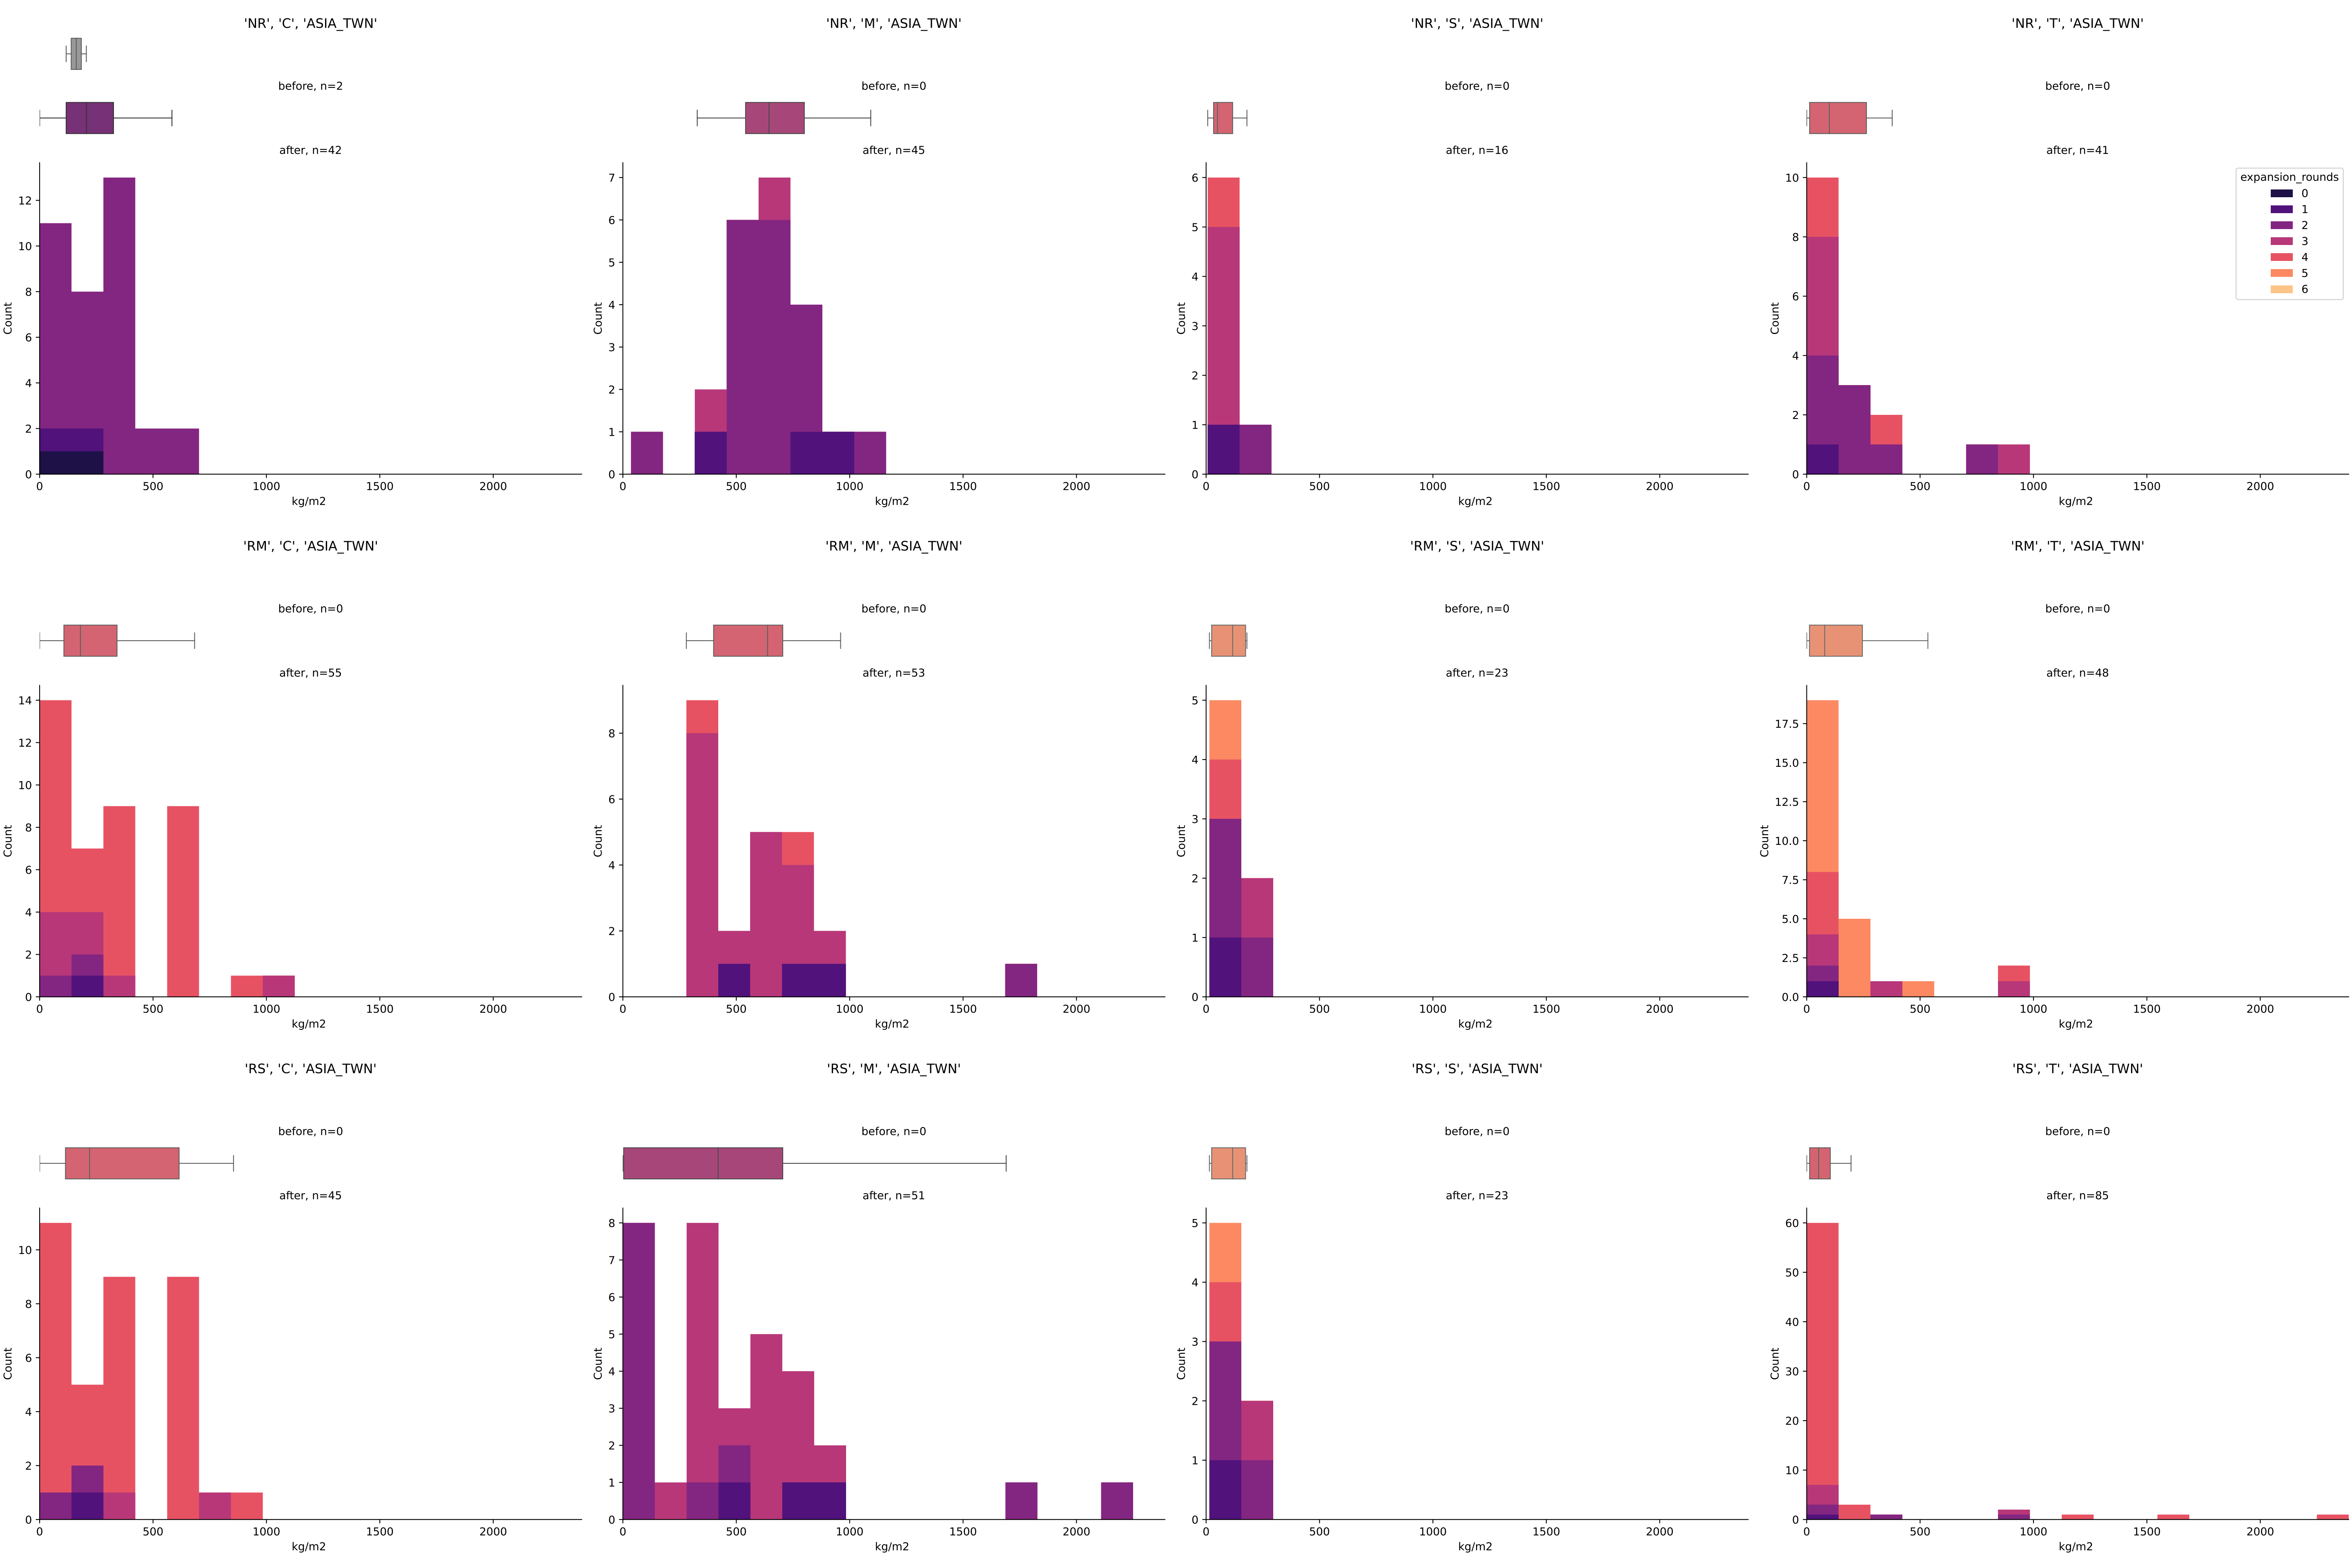 'NR', 'C', 'ASIA_TWN'
before, n=2
after, n=42
Count
12
10
8
6
4
2
0
0 500 1000 1500 2000
kg/m2
'NR', 'M', 'ASIA_TWN'
before, n=0
after, n=45
Count
7
6
5
4
3
2
1
0
0 500 1000 1500 2000
kg/m2
'NR', 'S', 'ASIA_TWN'
before, n=0
after, n=16
Count
6
5
4
3
2
1
0
0 500 1000 1500 2000
kg/m2
'NR', 'T', 'ASIA_TWN'
before, n=0
after, n=41
Count
10
8
6
4
2
0
0 500 1000 1500 2000
kg/m2
expansion_rounds
0
1
2
3
4
5
6
'RM', 'C', 'ASIA_TWN'
before, n=0
after, n=55
Count
14
12
10
8
6
4
2
0
0 500 1000 1500 2000
kg/m2
'RM', 'M', 'ASIA_TWN'
before, n=0
after, n=53
Count
8
6
4
2
0
0 500 1000 1500 2000
kg/m2
'RM', 'S', 'ASIA_TWN'
before, n=0
after, n=23
Count
5
4
3
2
1
0
0 500 1000 1500 2000
kg/m2
'RM', 'T', 'ASIA_TWN'
before, n=0
after, n=48
Count
17.5
15.0
12.5
10.0
7.5
5.0
2.5
0.0
0 500 1000 1500 2000
kg/m2
'RS', 'C', 'ASIA_TWN'
before, n=0
after, n=45
Count
10
8
6
4
2
0
0 500 1000 1500 2000
kg/m2
'RS', 'M', 'ASIA_TWN'
before, n=0
after, n=51
Count
8
7
6
5
4
3
2
1
0
0 500 1000 1500 2000
kg/m2
'RS', 'S', 'ASIA_TWN'
before, n=0
after, n=23
Count
5
4
3
2
1
0
0 500 1000 1500 2000
kg/m2
'RS', 'T', 'ASIA_TWN'
before, n=0
after, n=85
Count
60
50
40
30
20
10
0
0 500 1000 1500 2000
kg/m2